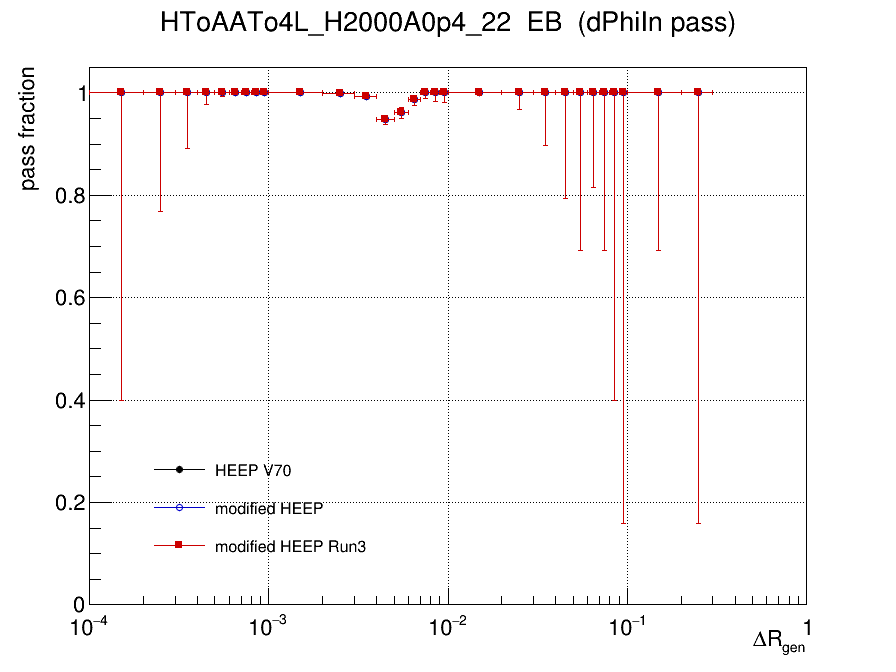 HToAATo4L_H2000A0p4_22 EB (dPhiIn pass)
pass fraction
1
0.8
0.6
0.4
0.2
0
HEEP V70
modified HEEP
modified HEEP Run3
10⁻⁴ 10⁻³ 10⁻² 10⁻¹ 1
ΔR_gen